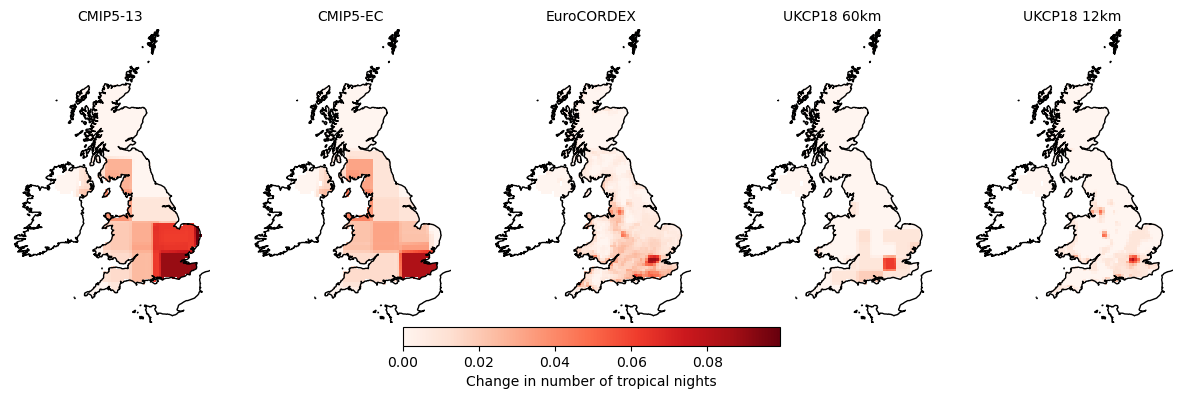 CMIP5-13
CMIP5-EC
EuroCORDEX
UKCP18 60km
UKCP18 12km
0.00
0.02
0.04
0.06
0.08
Change in number of tropical nights